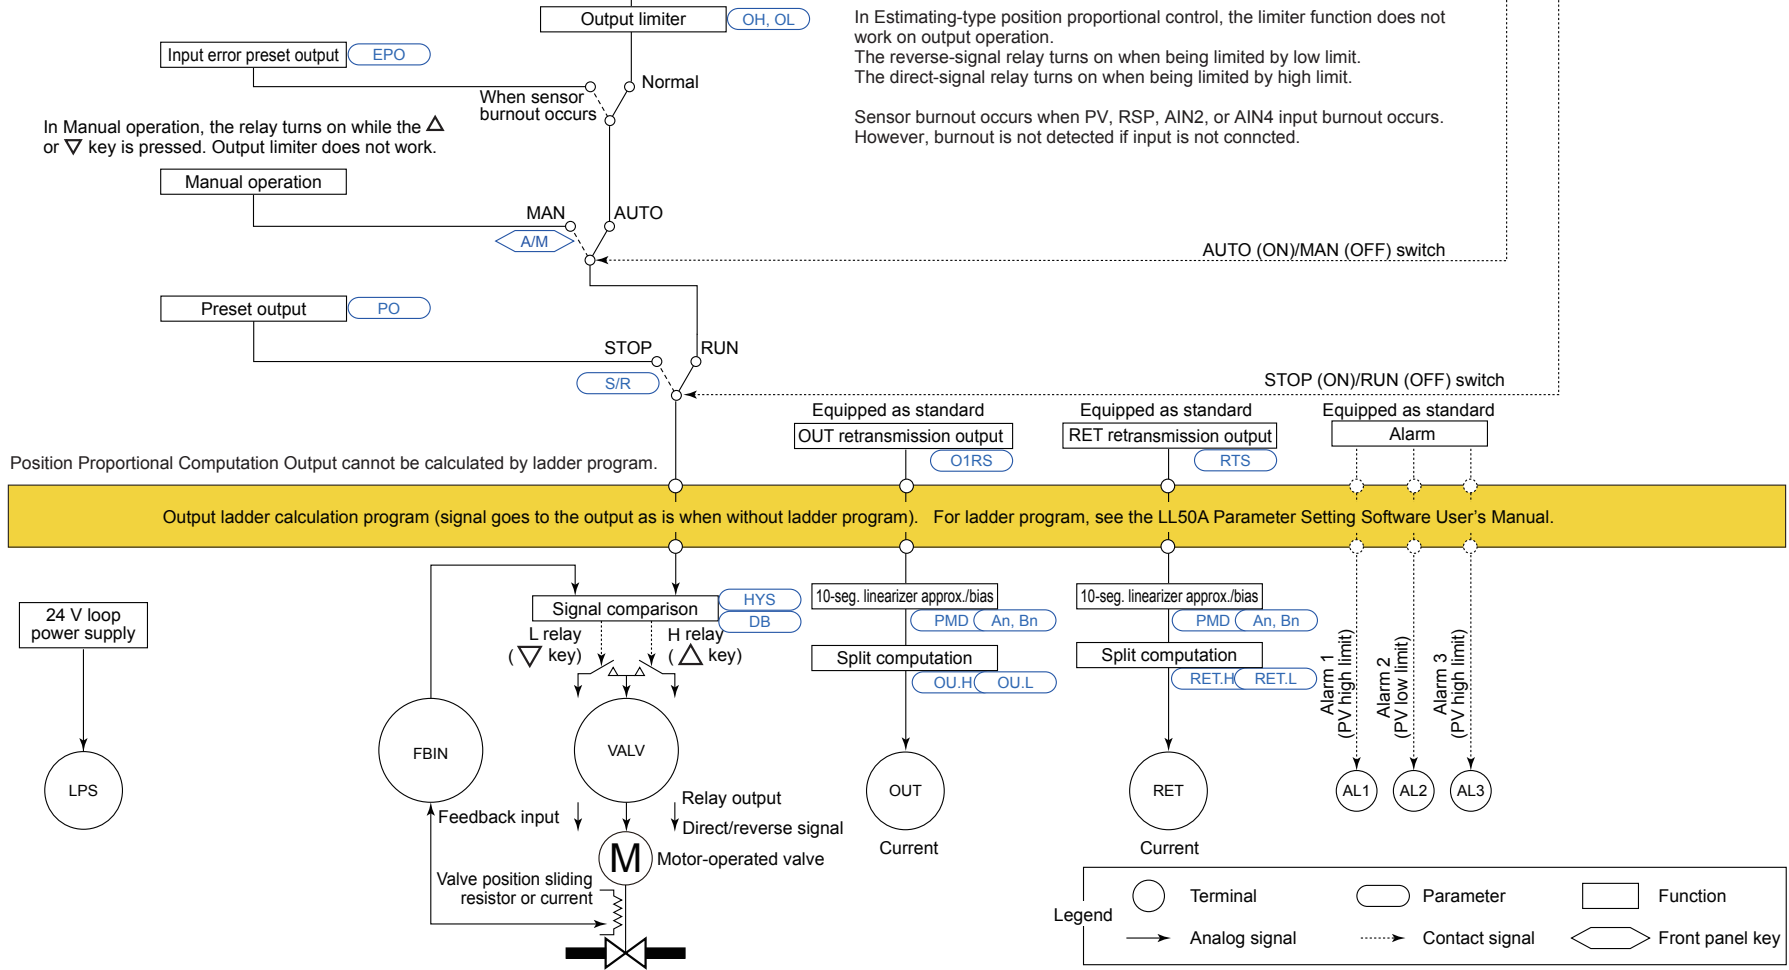 Output limiter
OH, OL
In Estimating-type position proportional control, the limiter function does not
work on output operation.
The reverse-signal relay turns on when being limited by low limit.
The direct-signal relay turns on when being limited by high limit.
Input error preset output
EPO
When sensor
burnout occurs
Normal
Sensor burnout occurs when PV, RSP, AIN2, or AIN4 input burnout occurs.
However, burnout is not detected if input is not conncted.
In Manual operation, the relay turns on while the △
or ▽ key is pressed. Output limiter does not work.
Manual operation
MAN
AUTO
A/M
AUTO (ON)/MAN (OFF) switch
Preset output
PO
STOP
RUN
S/R
STOP (ON)/RUN (OFF) switch
Equipped as standard
OUT retransmission output
O1RS
Equipped as standard
RET retransmission output
RTS
Equipped as standard
Alarm
Position Proportional Computation Output cannot be calculated by ladder program.
Output ladder calculation program (signal goes to the output as is when without ladder program). For ladder program, see the LL50A Parameter Setting Software User's Manual.
24 V loop
power supply
LPS
Signal comparison
HYS
DB
L relay
(▽ key)
H relay
(△ key)
FBIN
VALV
Feedback input
Relay output
Direct/reverse signal
M
Motor-operated valve
Valve position sliding
resistor or current
10-seg. linearizer approx./bias
PMD
An, Bn
Split computation
OU.H
OU.L
OUT
Current
10-seg. linearizer approx./bias
PMD
An, Bn
Split computation
RET.H
RET.L
RET
Current
Alarm 1
(PV high limit)
Alarm 2
(PV low limit)
Alarm 3
(PV high limit)
AL1
AL2
AL3
Legend
Terminal
Parameter
Function
Analog signal
Contact signal
Front panel key